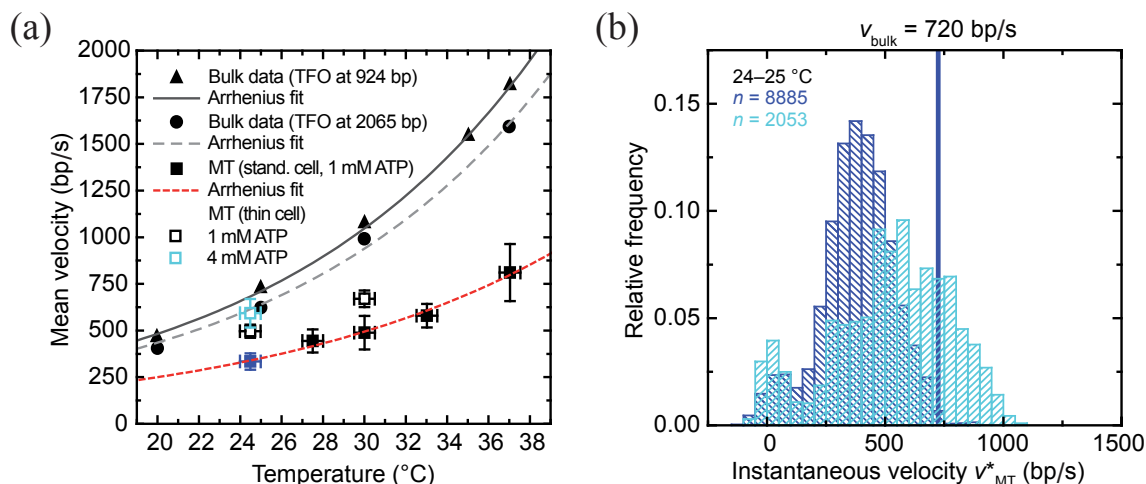 (a)
2000
1750
1500
1250
1000
750
500
250
0
Mean velocity (bp/s)
Bulk data (TFO at 924 bp)
Arrhenius fit
Bulk data (TFO at 2065 bp)
Arrhenius fit
MT (stand. cell, 1 mM ATP)
Arrhenius fit
MT (thin cell)
1 mM ATP
4 mM ATP
20 22 24 26 28 30 32 34 36 38
Temperature (°C)
(b)
v_bulk = 720 bp/s
24–25 °C
n = 8885
n = 2053
0.15
0.10
0.05
0.00
Relative frequency
0 500 1000 1500
Instantaneous velocity v*_MT (bp/s)